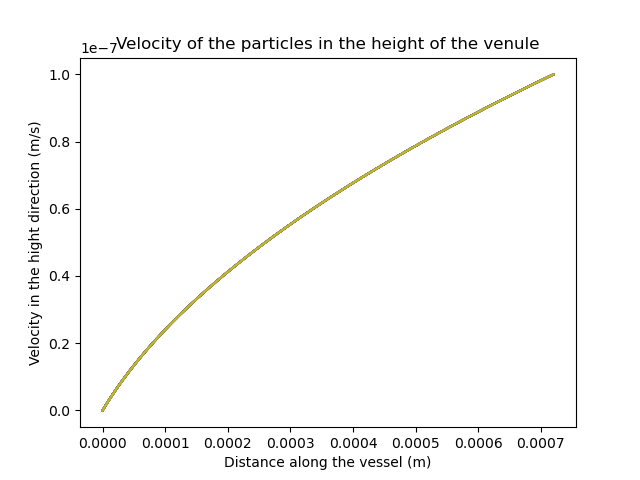 Velocity of the particles in the height of the venule
1e−7
1.0
0.8
0.6
0.4
0.2
0.0
Velocity in the hight direction (m/s)
0.0000 0.0001 0.0002 0.0003 0.0004 0.0005 0.0006 0.0007
Distance along the vessel (m)